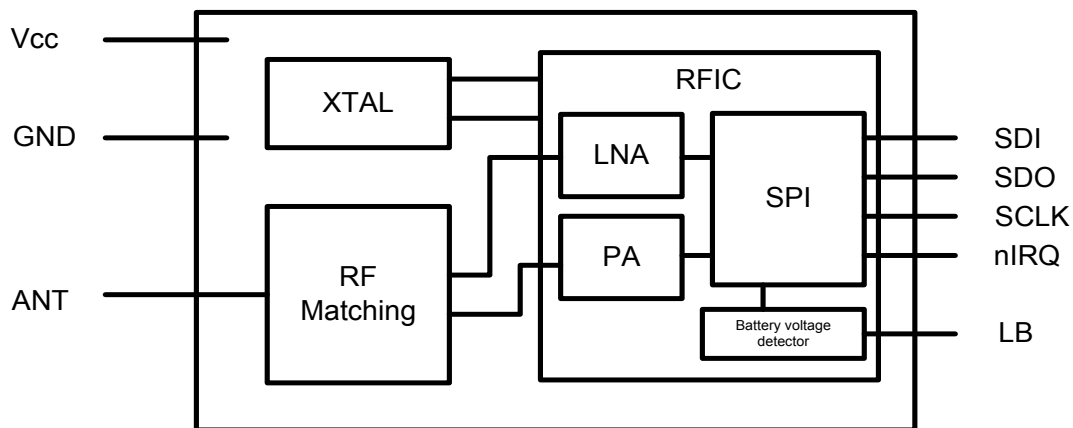 Vcc
GND
ANT
XTAL
RF
Matching
RFIC
LNA
PA
SPI
Battery voltage
detector
SDI
SDO
SCLK
nIRQ
LB